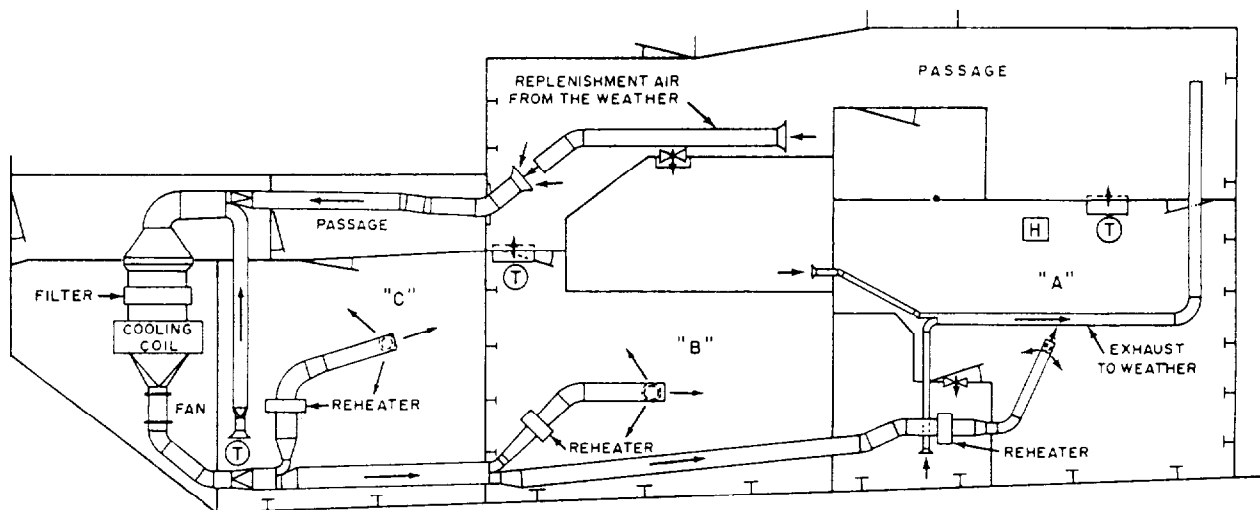 REPLENISHMENT AIR
FROM THE WEATHER
PASSAGE
PASSAGE
H
T
T
"A"
FILTER
"C"
COOLING
COIL
"B"
EXHAUST
TO WEATHER
FAN
REHEATER
REHEATER
REHEATER
T